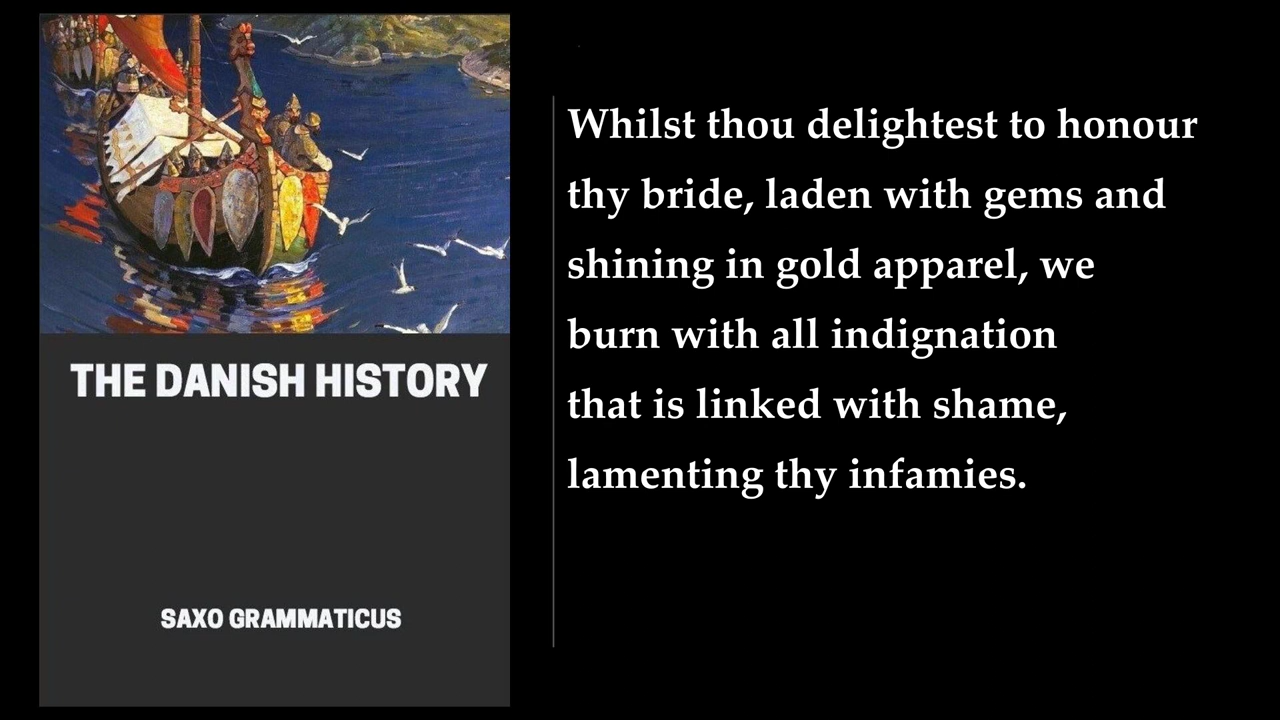 THE DANISH HISTORY
SAXO GRAMMATICUS
Whilst thou delightest to honour
thy bride, laden with gems and
shining in gold apparel, we
burn with all indignation
that is linked with shame,
lamenting thy infamies.